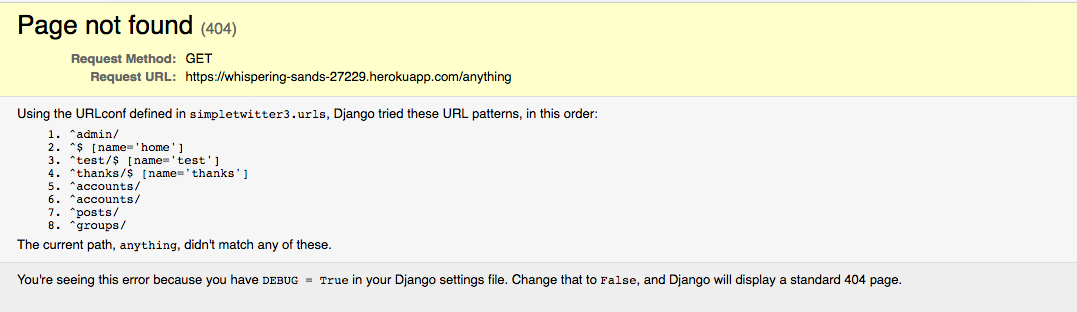 Page not found (404)
Request Method: GET
Request URL: https://whispering-sands-27229.herokuapp.com/anything
Using the URLconf defined in simpletwitter3.urls, Django tried these URL patterns, in this order:
1. ^admin/
2. ^$ [name='home']
3. ^test/$ [name='test']
4. ^thanks/$ [name='thanks']
5. ^accounts/
6. ^accounts/
7. ^posts/
8. ^groups/
The current path, anything, didn't match any of these.
You're seeing this error because you have DEBUG = True in your Django settings file. Change that to False, and Django will display a standard 404 page.